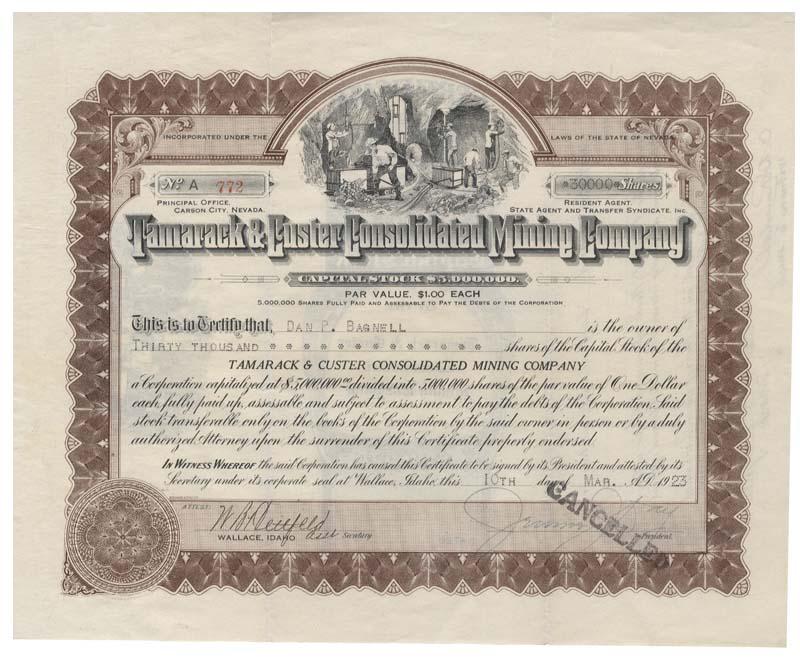 INCORPORATED UNDER THE LAWS OF THE STATE OF NEVADA
No. A 772
30000 Shares
PRINCIPAL OFFICE,
CARSON CITY, NEVADA.
RESIDENT AGENT,
STATE AGENT AND TRANSFER SYNDICATE, INC.
Tamarack & Custer Consolidated Mining Company
CAPITAL STOCK $5,000,000.
PAR VALUE, $1.00 EACH
5,000,000 SHARES FULLY PAID AND ASSESSABLE TO PAY THE DEBTS OF THE CORPORATION
This is to Certify that, DAN P. BAGNELL is the owner of
THIRTY THOUSAND * * * * * * * * * * * * * shares of the Capital Stock of the
TAMARACK & CUSTER CONSOLIDATED MINING COMPANY
a Corporation capitalized at $5,000,000.00 divided into 5,000,000 shares of the par value of One Dollar
each, fully paid up, assessable and subject to assessment to pay the debts of the Corporation. Said
stock transferable only on the books of the Corporation by the said owner in person or by a duly
authorized Attorney upon the surrender of this Certificate properly endorsed
IN WITNESS WHEREOF the said Corporation has caused this Certificate to be signed by its President and attested by its
Secretary under its corporate seal at Wallace, Idaho, this 10TH day of MAR. A.D. 1923
ATTEST:
CANCELLED
WALLACE, IDAHO Asst Secretary
President